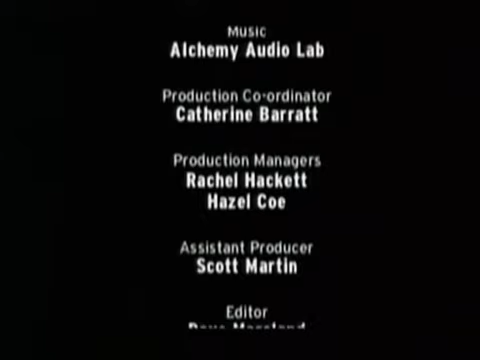 Music
Alchemy Audio Lab
Production Co-ordinator
Catherine Barratt
Production Managers
Rachel Hackett
Hazel Coe
Assistant Producer
Scott Martin
Editor